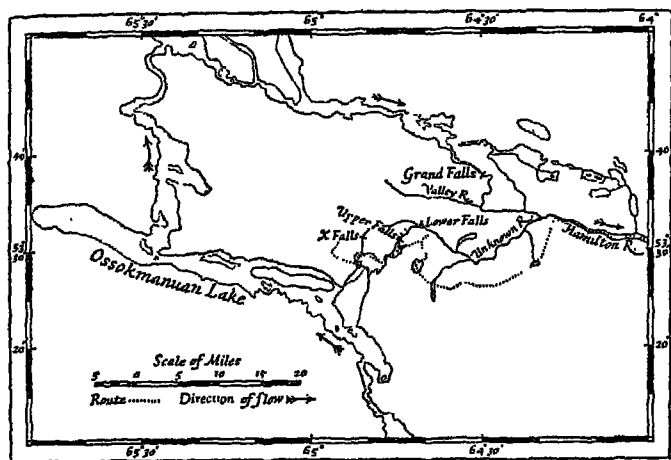 65°30'
65°
64°30'
64°
40'
40'
Grand Falls
Valley R.
Upper Falls
Lower Falls
X Falls
Unknown R.
Hamilton R.
53°
30'
53°
30'
Ossokmanuan Lake
20'
20'
Scale of Miles
5 0 5 10 15 20
Route Direction of flow
65°30'
65°
64°30'